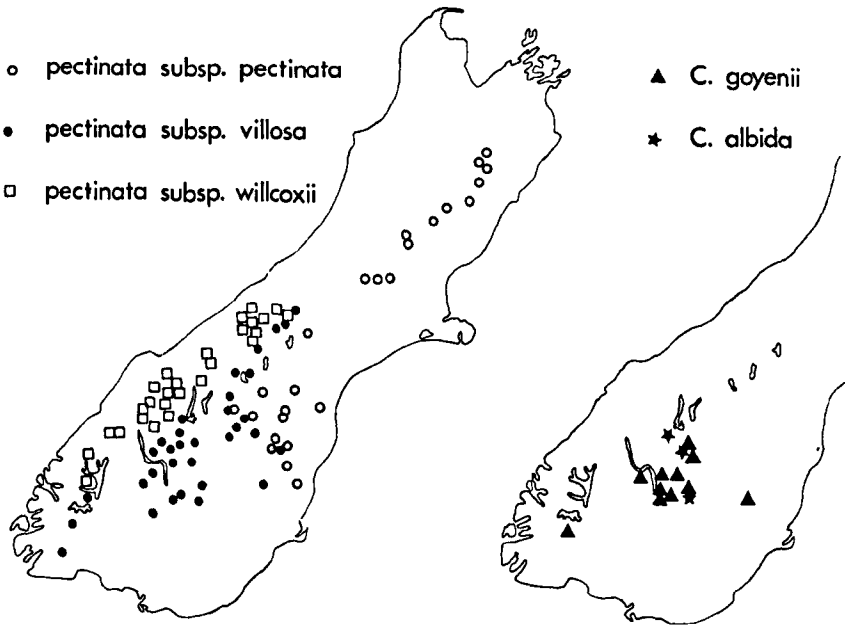 pectinata subsp. pectinata
pectinata subsp. villosa
pectinata subsp. willcoxii
C. goyenii
C. albida